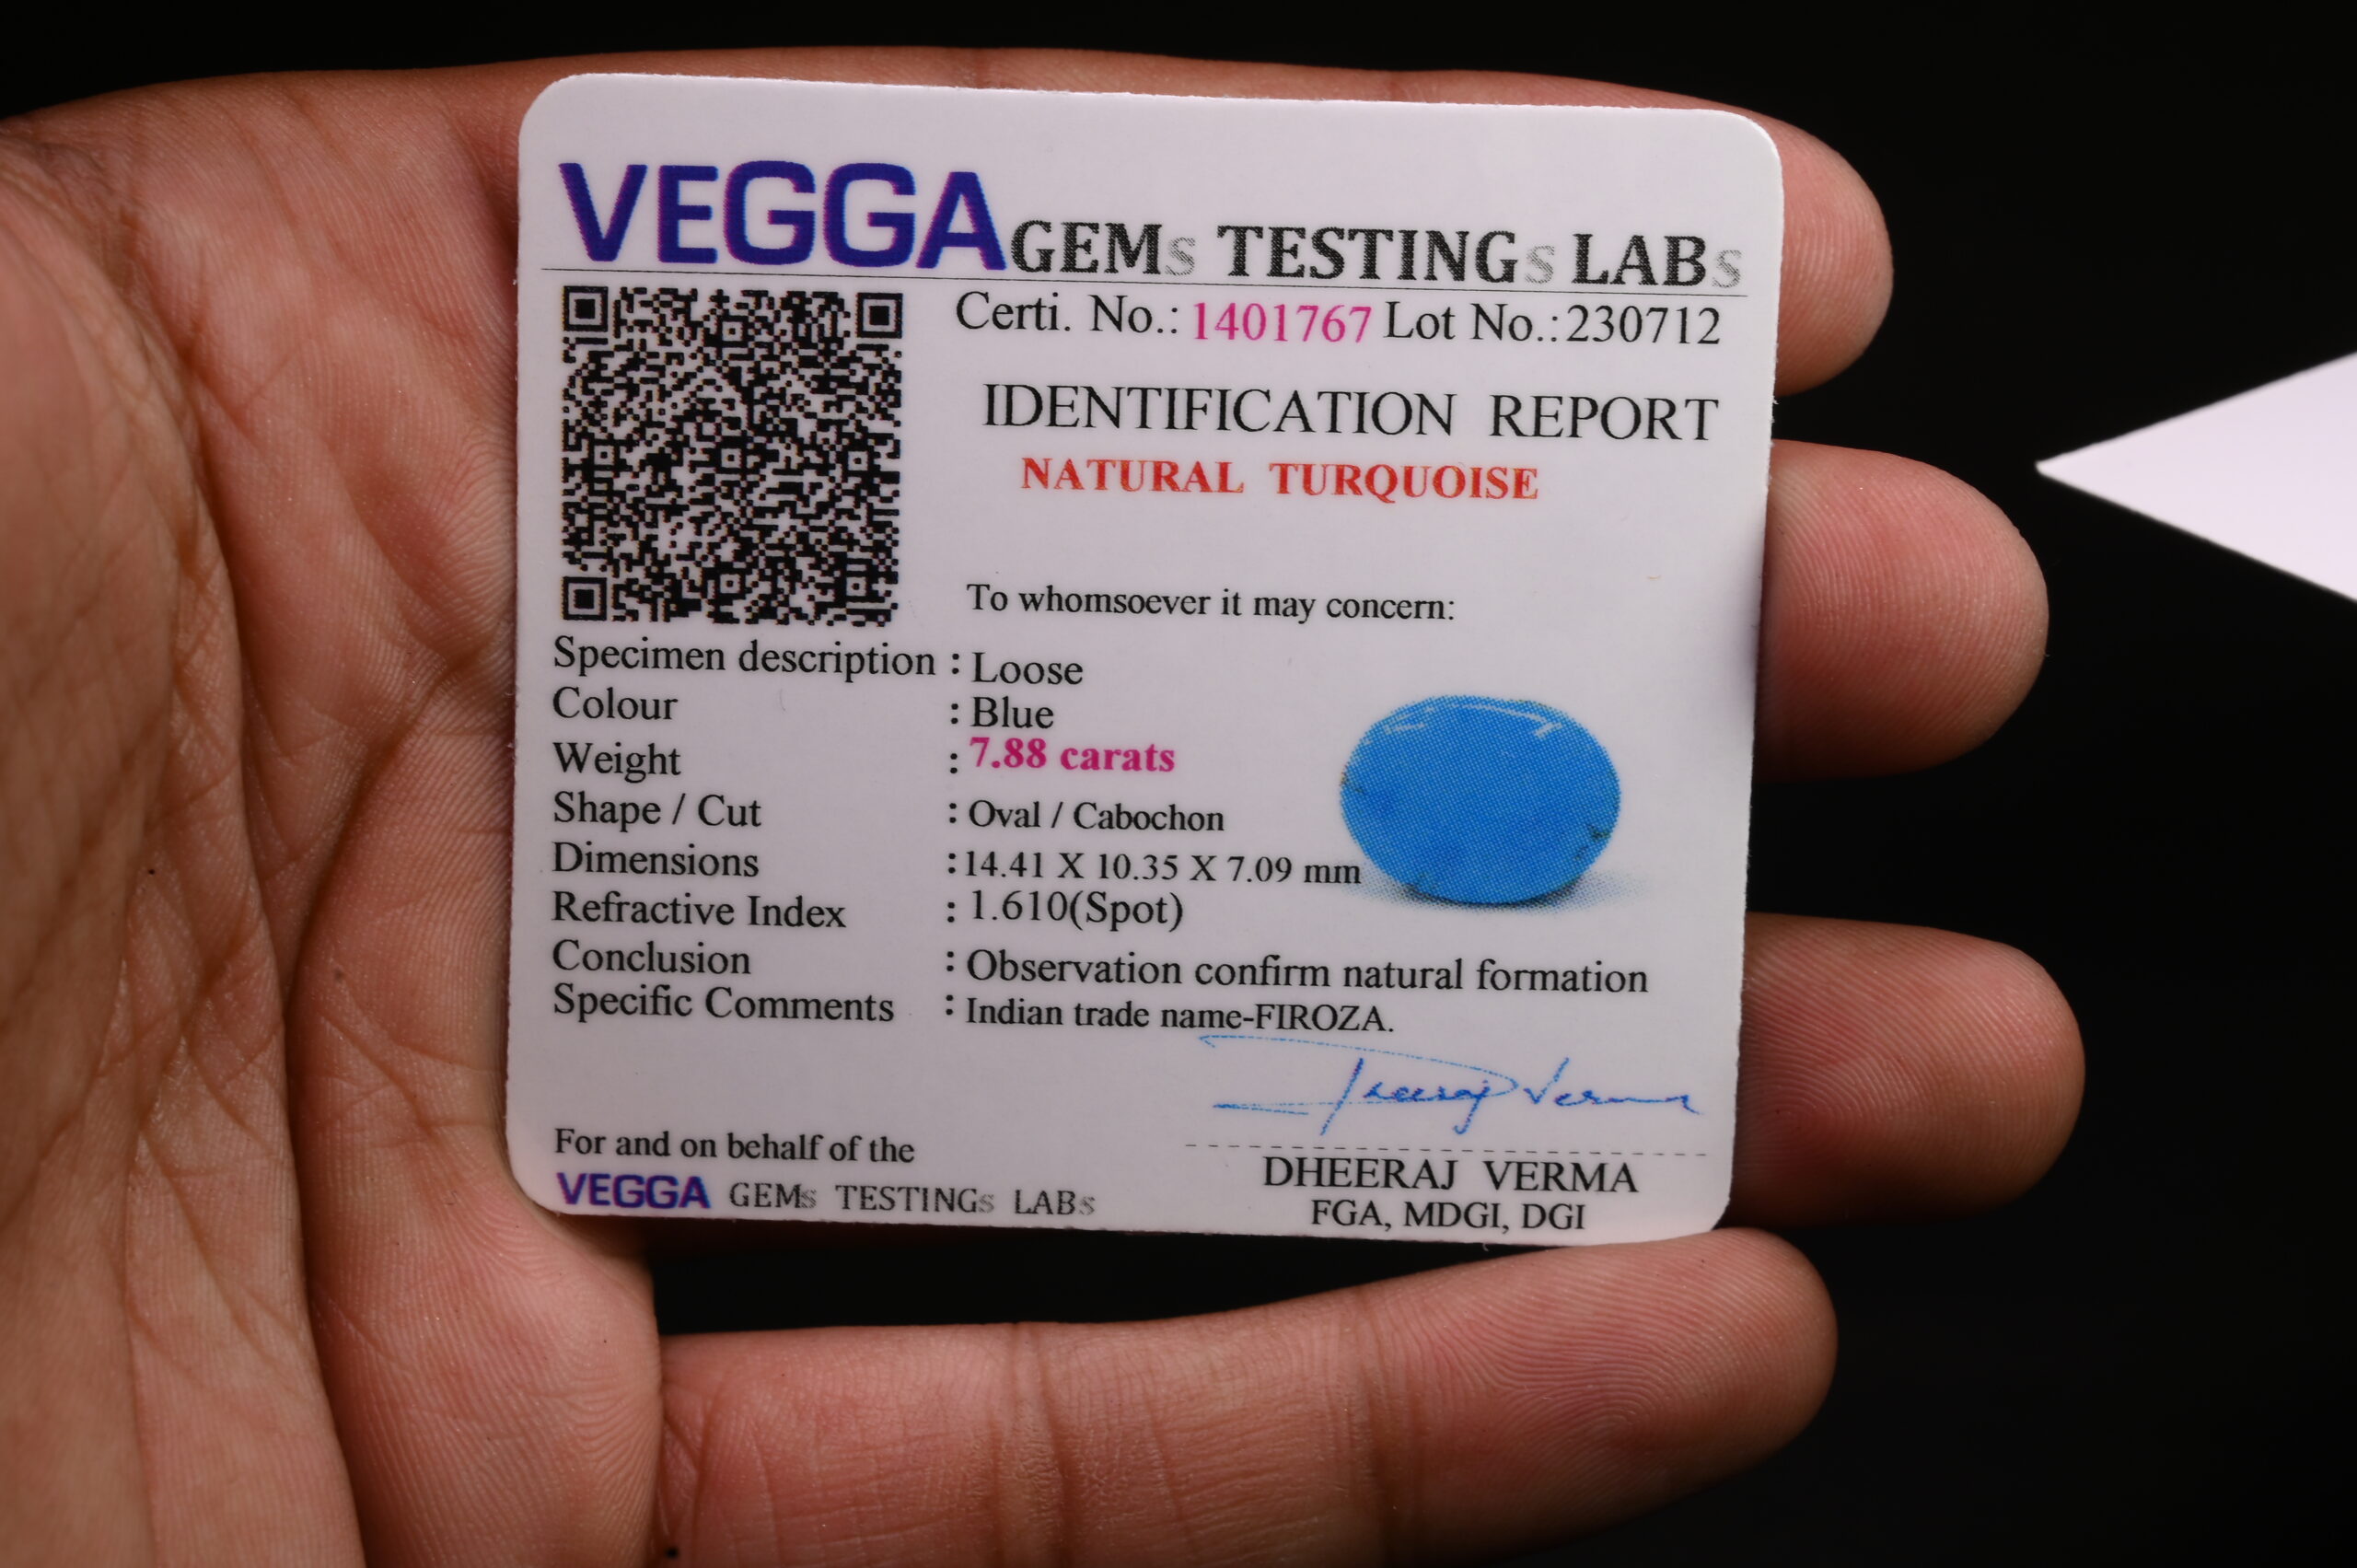 VEGGA GEMs TESTINGs LABs
Certi. No.: 1401767 Lot No.:230712
IDENTIFICATION REPORT
NATURAL TURQUOISE
To whomsoever it may concern:
Specimen description : Loose
Colour : Blue
Weight : 7.88 carats
Shape / Cut : Oval / Cabochon
Dimensions :14.41 X 10.35 X 7.09 mm
Refractive Index : 1.610(Spot)
Conclusion : Observation confirm natural formation
Specific Comments : Indian trade name-FIROZA.
Dheeraj Verma
For and on behalf of the
VEGGA GEMs TESTINGs LABs
DHEERAJ VERMA
FGA, MDGI, DGI